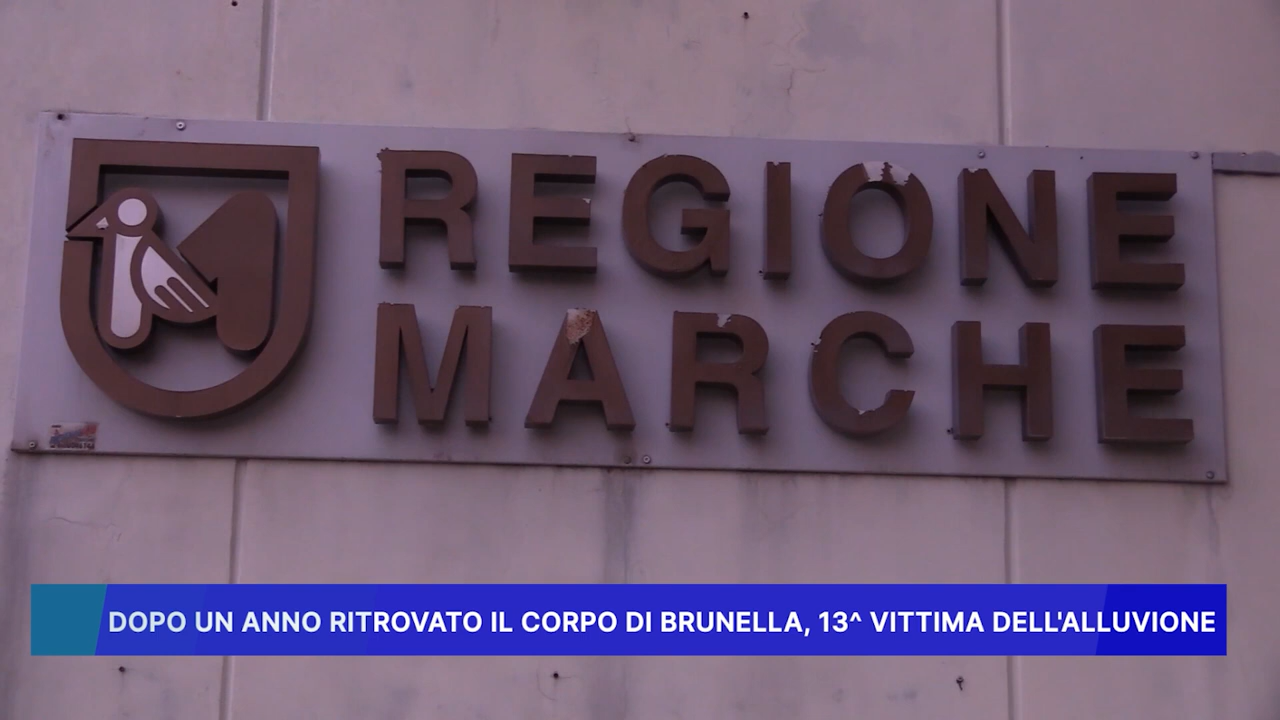 REGIONE
MARCHE
DOPO UN ANNO RITROVATO IL CORPO DI BRUNELLA, 13^ VITTIMA DELL'ALLUVIONE